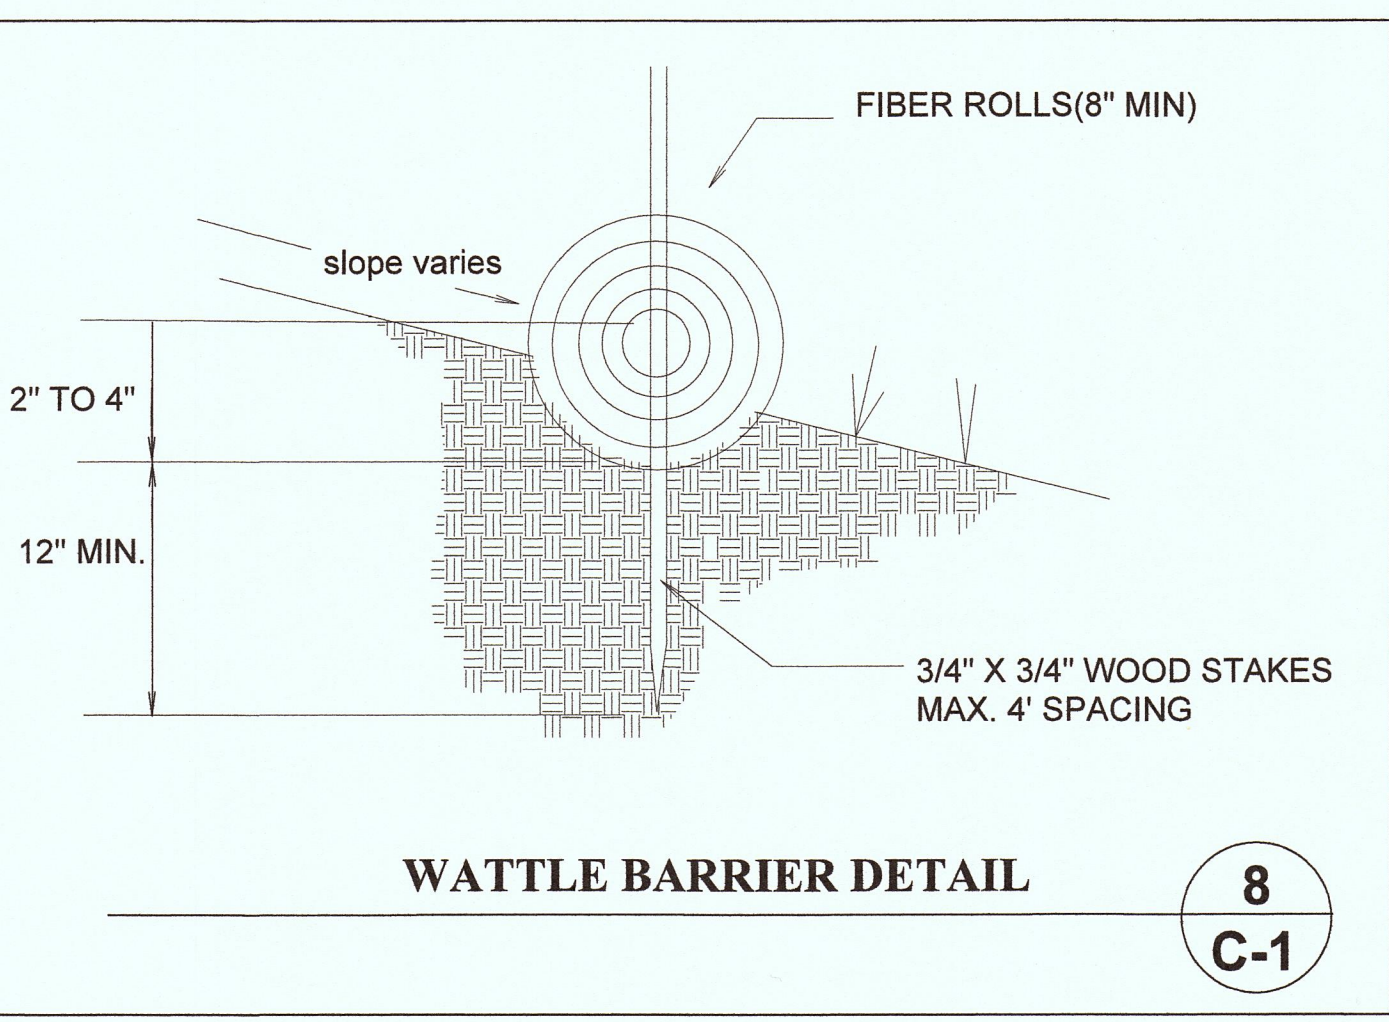 FIBER ROLLS(8" MIN)
slope varies
2" TO 4"
12" MIN.
3/4" X 3/4" WOOD STAKES
MAX. 4' SPACING
WATTLE BARRIER DETAIL
8
C-1